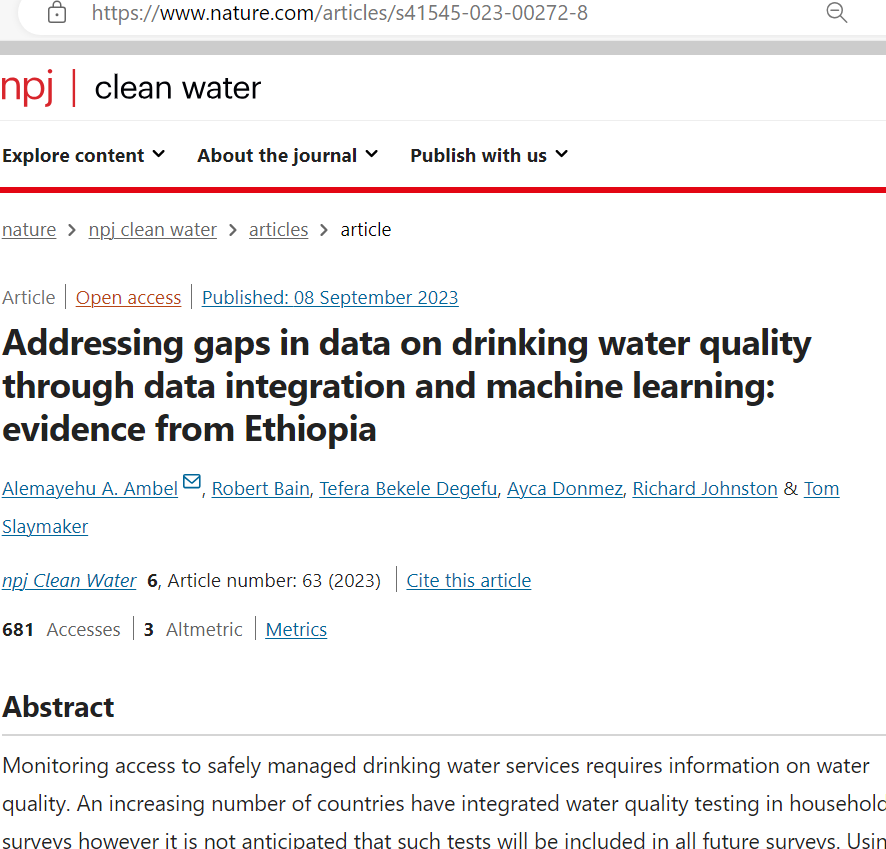 https://www.nature.com/articles/s41545-023-00272-8
npj | clean water
Explore content About the journal Publish with us
nature > npj clean water > articles > article
Article | Open access | Published: 08 September 2023
Addressing gaps in data on drinking water quality
through data integration and machine learning:
evidence from Ethiopia
Alemayehu A. Ambel, Robert Bain, Tefera Bekele Degefu, Ayca Donmez, Richard Johnston & Tom
Slaymaker
npj Clean Water 6, Article number: 63 (2023) | Cite this article
681 Accesses | 3 Altmetric | Metrics
Abstract
Monitoring access to safely managed drinking water services requires information on water
quality. An increasing number of countries have integrated water quality testing in household
surveys however it is not anticipated that such tests will be included in all future surveys. Usin